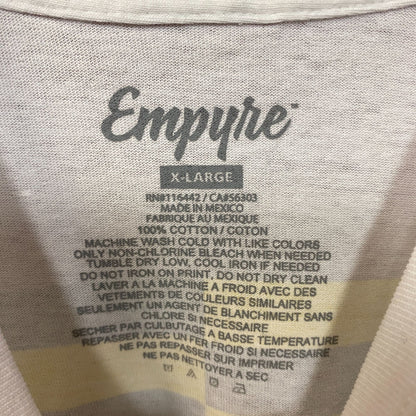 Empyre™
X-LARGE
RN#116442 / CA#56303
MADE IN MEXICO
FABRIQUE AU MEXIQUE
100% COTTON / COTON
MACHINE WASH COLD WITH LIKE COLORS
ONLY NON-CHLORINE BLEACH WHEN NEEDED
TUMBLE DRY LOW, COOL IRON IF NEEDED
DO NOT IRON ON PRINT, DO NOT DRY CLEAN
LAVER A LA MACHINE A FROID AVEC DES
VETEMENTS DE COULEURS SIMILAIRES
SEULEMENT UN AGENT DE BLANCHIMENT SANS
CHLORE SI NECESSAIRE
SECHER PAR CULBUTAGE A BASSE TEMPERATURE
REPASSER AVEC UN FER FROID SI NECESSAIRE
NE PAS REPASSER SUR IMPRIMER
NE PAS NETTOYER A SEC